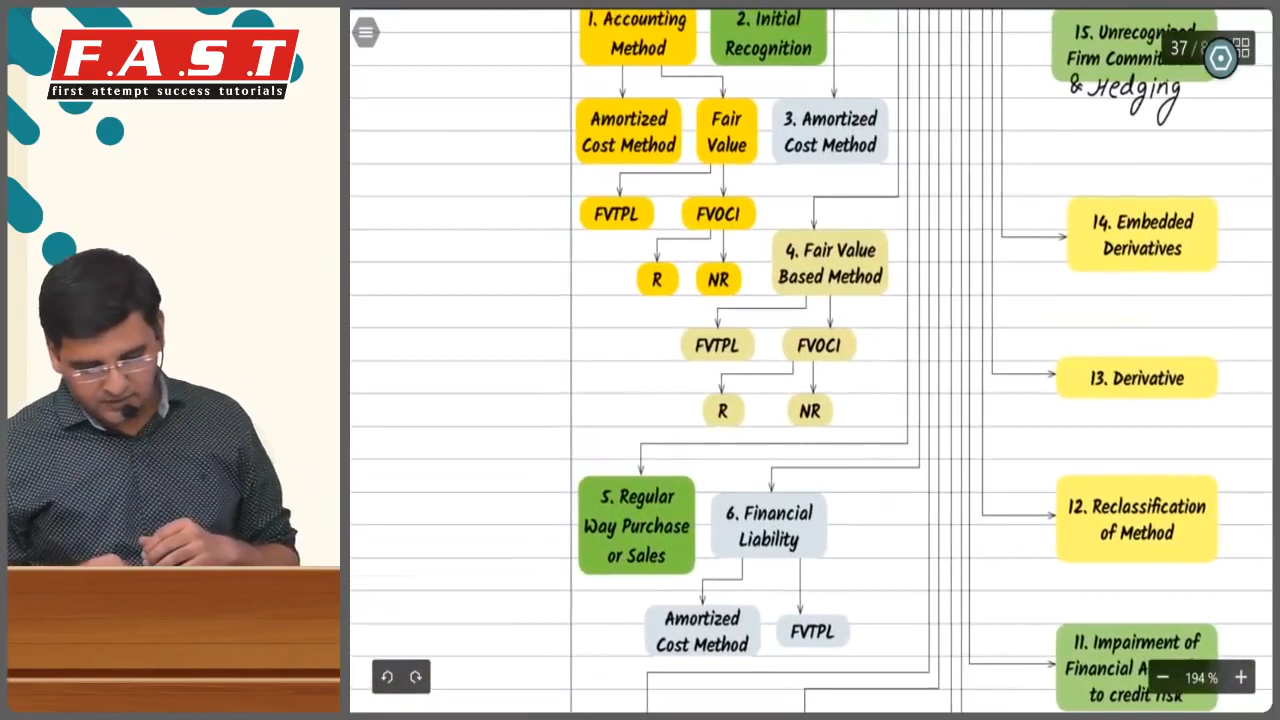 F.A.S.T
first attempt success tutorials
1. Accounting
Method
2. Initial
Recognition
Amortized
Cost Method
Fair
Value
3. Amortized
Cost Method
FVTPL
FVOCI
R
NR
4. Fair Value
Based Method
FVTPL
FVOCI
R
NR
5. Regular
Way Purchase
or Sales
6. Financial
Liability
Amortized
Cost Method
FVTPL
15.
Firm
& Hedging
37 /
14. Embedded
Derivatives
13. Derivative
12. Reclassification
of Method
11. Impairment of
Financial
to credit risk
194 %